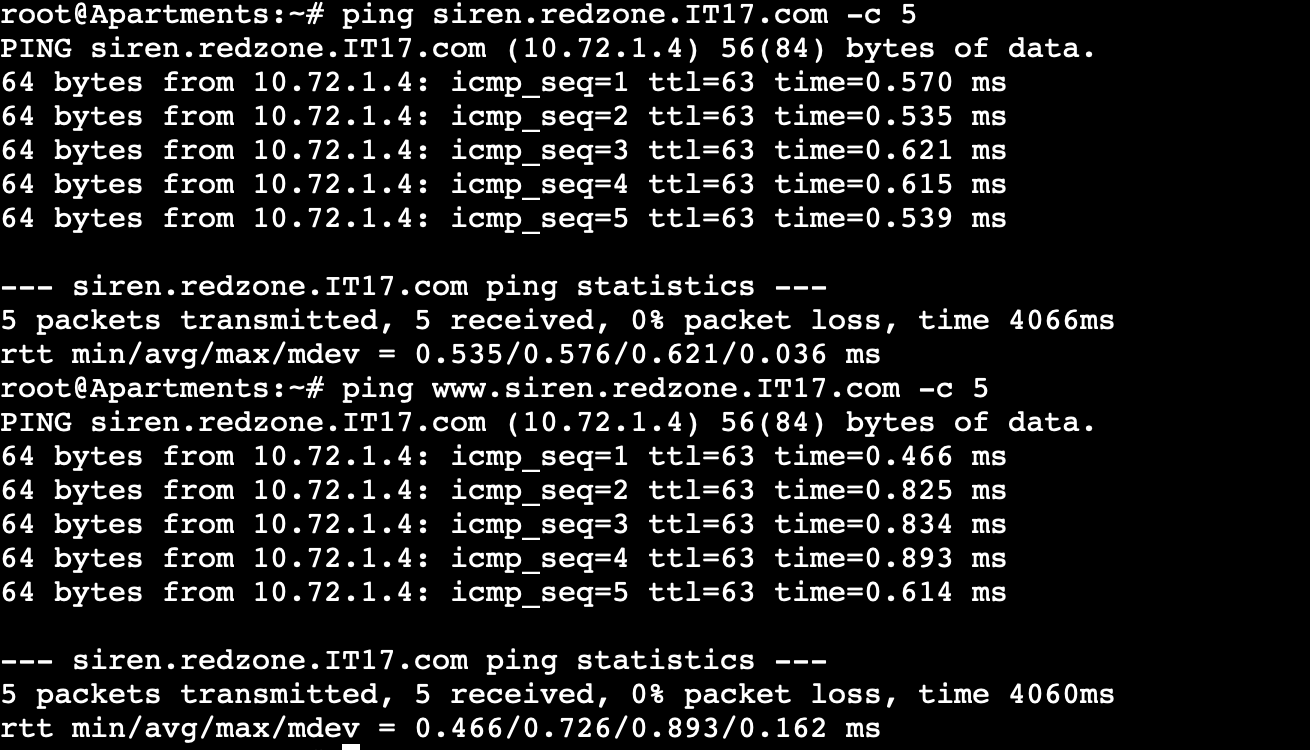 root@Apartments:~# ping siren.redzone.IT17.com -c 5
PING siren.redzone.IT17.com (10.72.1.4) 56(84) bytes of data.
64 bytes from 10.72.1.4: icmp_seq=1 ttl=63 time=0.570 ms
64 bytes from 10.72.1.4: icmp_seq=2 ttl=63 time=0.535 ms
64 bytes from 10.72.1.4: icmp_seq=3 ttl=63 time=0.621 ms
64 bytes from 10.72.1.4: icmp_seq=4 ttl=63 time=0.615 ms
64 bytes from 10.72.1.4: icmp_seq=5 ttl=63 time=0.539 ms

--- siren.redzone.IT17.com ping statistics ---
5 packets transmitted, 5 received, 0% packet loss, time 4066ms
rtt min/avg/max/mdev = 0.535/0.576/0.621/0.036 ms
root@Apartments:~# ping www.siren.redzone.IT17.com -c 5
PING siren.redzone.IT17.com (10.72.1.4) 56(84) bytes of data.
64 bytes from 10.72.1.4: icmp_seq=1 ttl=63 time=0.466 ms
64 bytes from 10.72.1.4: icmp_seq=2 ttl=63 time=0.825 ms
64 bytes from 10.72.1.4: icmp_seq=3 ttl=63 time=0.834 ms
64 bytes from 10.72.1.4: icmp_seq=4 ttl=63 time=0.893 ms
64 bytes from 10.72.1.4: icmp_seq=5 ttl=63 time=0.614 ms

--- siren.redzone.IT17.com ping statistics ---
5 packets transmitted, 5 received, 0% packet loss, time 4060ms
rtt min/avg/max/mdev = 0.466/0.726/0.893/0.162 ms